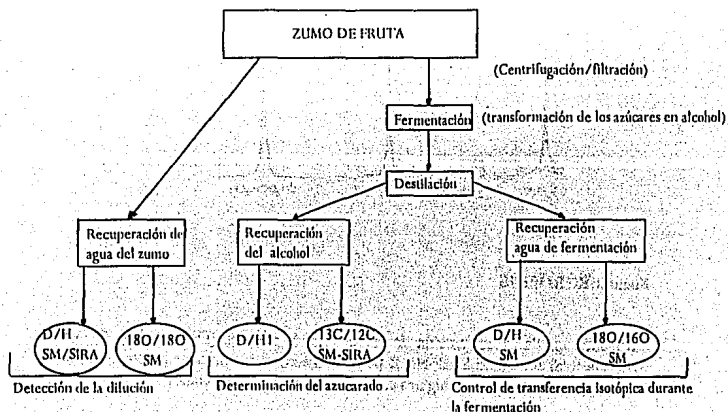 ZUMO DE FRUTA
(Centrifugación/filtración)
Fermentación
(transformación de los azúcares en alcohol)
Destilación
Recuperación de
agua del zumo
Recuperación
del alcohol
Recuperación
agua de fermentación
D/H
SM/SIRA
18O/18O
SM
D/H1
13C/12C
SM-SIRA
D/H
SM
18O/16O
SM
Detección de la dilución
Determinación del azucarado
Control de transferencia isotópica durante
la fermentación